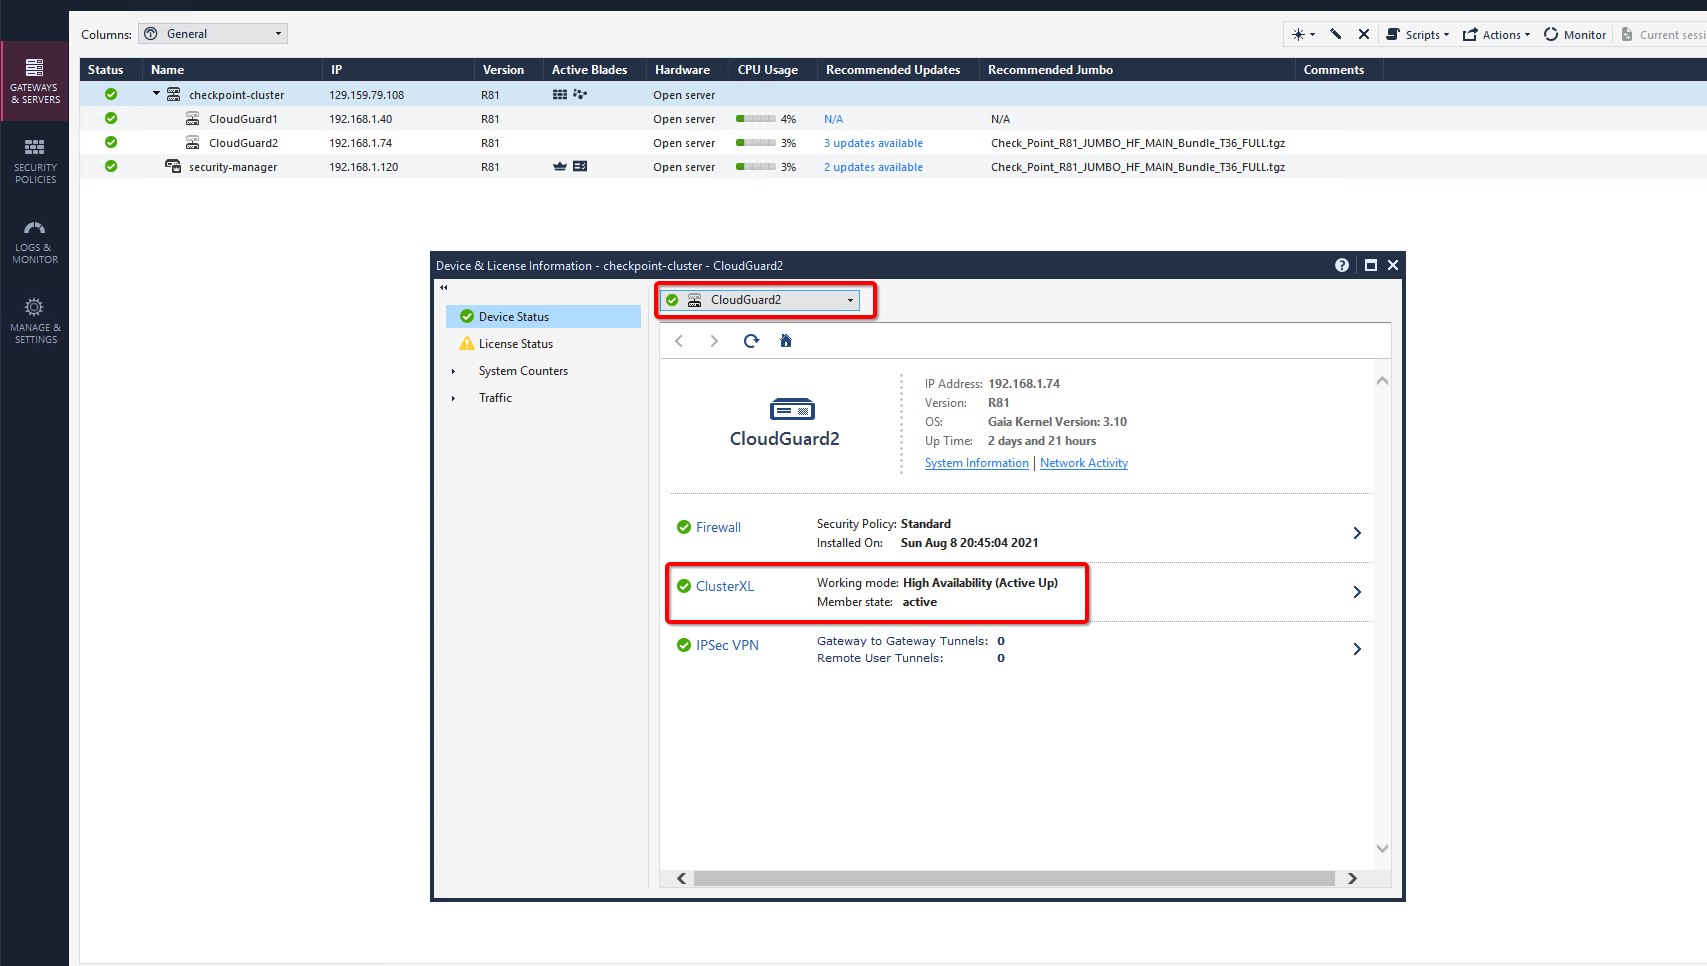 Columns: General
Scripts Actions Monitor Current sessi
GATEWAYS
& SERVERS
SECURITY
POLICIES
LOGS &
MONITOR
MANAGE &
SETTINGS
Status Name IP Version Active Blades Hardware CPU Usage Recommended Updates Recommended Jumbo Comments
checkpoint-cluster 129.159.79.108 R81 Open server
CloudGuard1 192.168.1.40 R81 Open server 4% N/A N/A
CloudGuard2 192.168.1.74 R81 Open server 3% 3 updates available Check_Point_R81_JUMBO_HF_MAIN_Bundle_T36_FULL.tgz
security-manager 192.168.1.120 R81 Open server 3% 2 updates available Check_Point_R81_JUMBO_HF_MAIN_Bundle_T36_FULL.tgz
Device & License Information - checkpoint-cluster - CloudGuard2
Device Status
License Status
System Counters
Traffic
CloudGuard2
CloudGuard2
IP Address: 192.168.1.74
Version: R81
OS: Gaia Kernel Version: 3.10
Up Time: 2 days and 21 hours
System Information | Network Activity
Firewall
Security Policy: Standard
Installed On: Sun Aug 8 20:45:04 2021
ClusterXL
Working mode: High Availability (Active Up)
Member state: active
IPSec VPN
Gateway to Gateway Tunnels: 0
Remote User Tunnels: 0